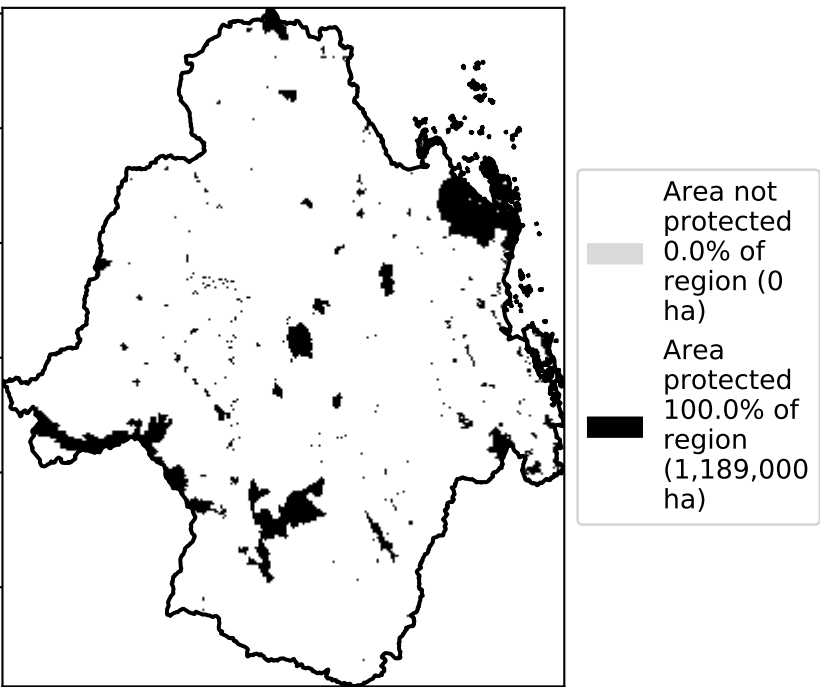 Area not
protected
0.0% of
region (0
ha)
Area
protected
100.0% of
region
(1,189,000
ha)